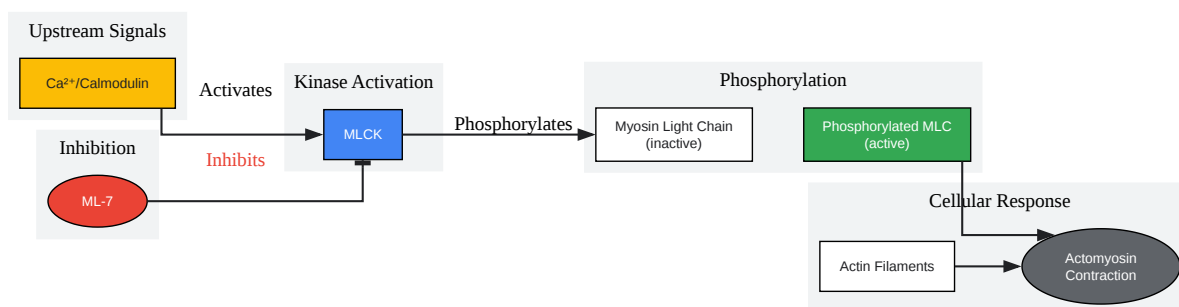 Upstream Signals
Ca²⁺/Calmodulin
Activates
Kinase Activation
MLCK
Phosphorylates
Phosphorylation
Myosin Light Chain
(inactive)
Phosphorylated MLC
(active)
Inhibition
Inhibits
ML-7
Cellular Response
Actin Filaments
Actomyosin
Contraction